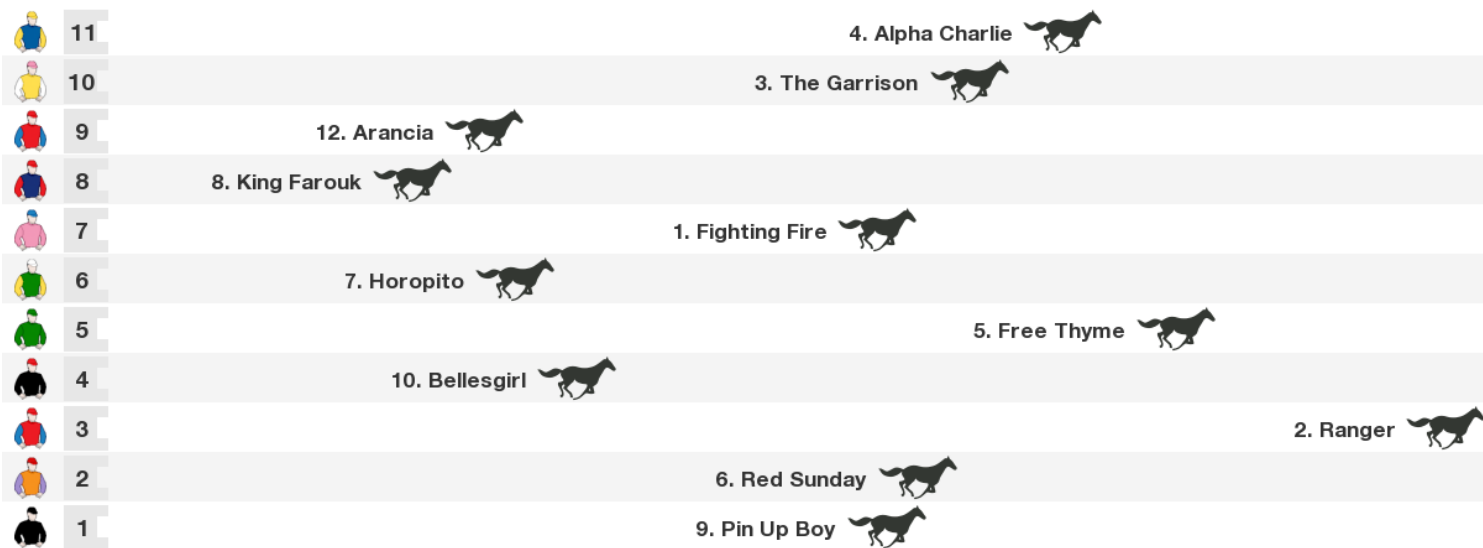 11 4. Alpha Charlie
10 3. The Garrison
9 12. Arancia
8 8. King Farouk
7 1. Fighting Fire
6 7. Horopito
5 5. Free Thyme
4 10. Bellesgirl
3 2. Ranger
2 6. Red Sunday
1 9. Pin Up Boy